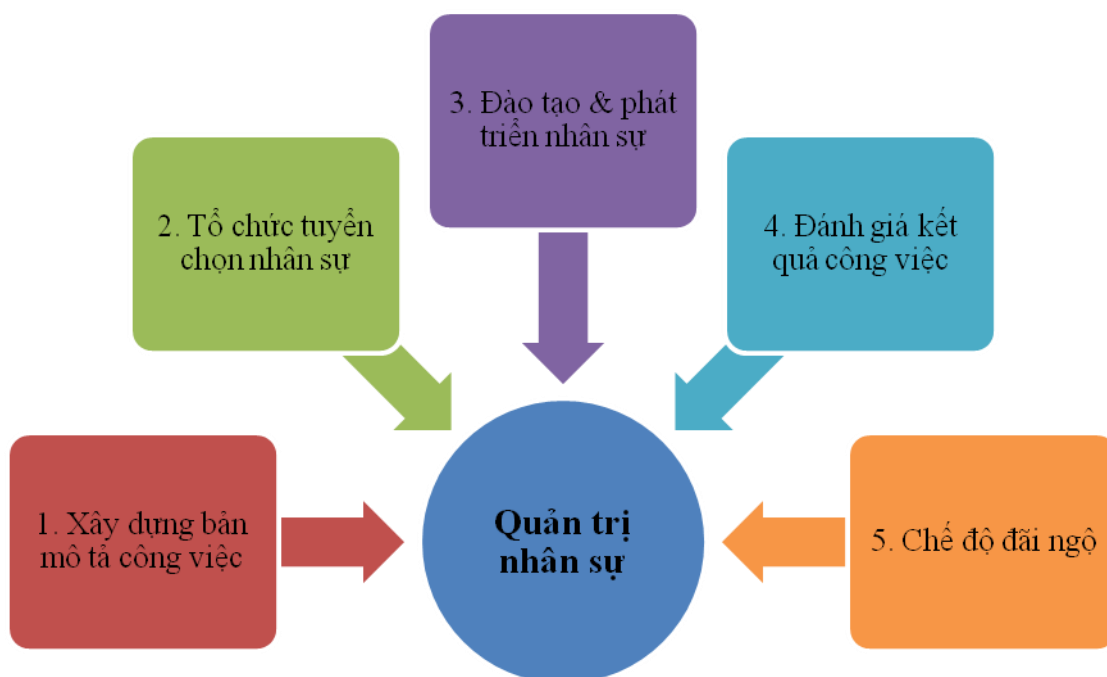 1. Xây dựng bản
mô tả công việc
2. Tổ chức tuyển
chọn nhân sự
3. Đào tạo & phát
triển nhân sự
4. Đánh giá kết
quả công việc
5. Chế độ đãi ngộ
Quản trị
nhân sự